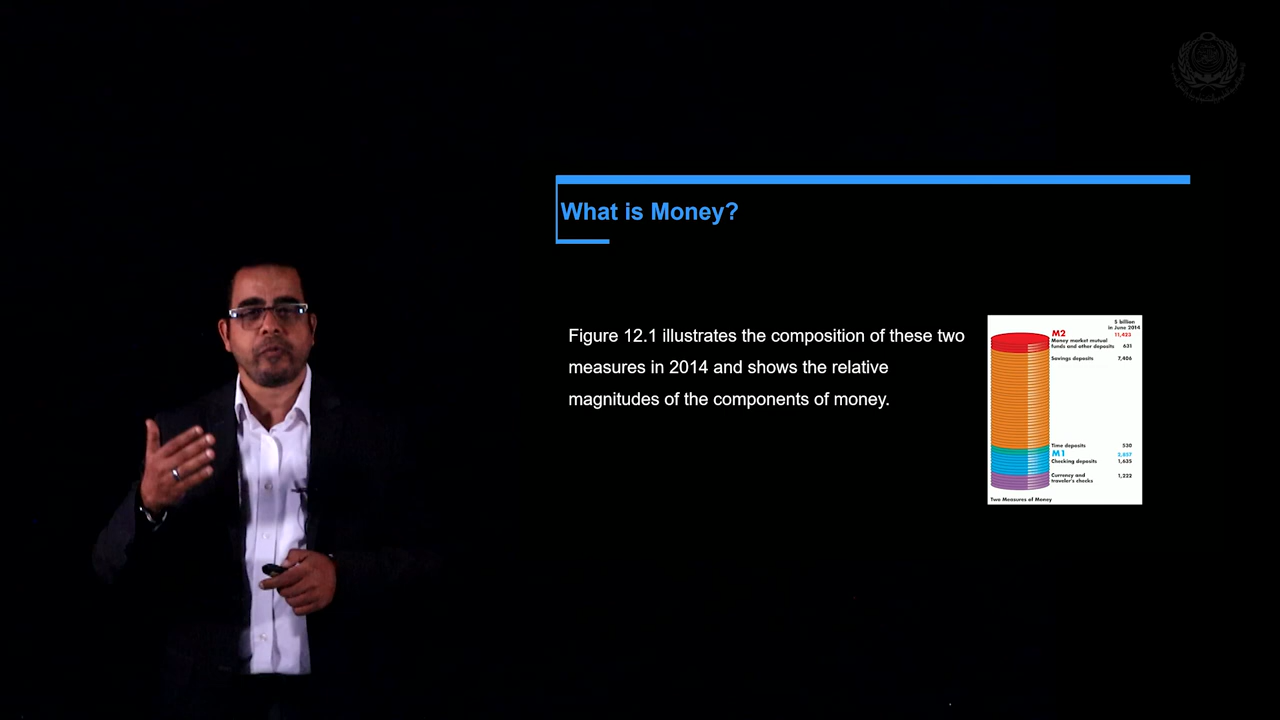 What is Money?
Figure 12.1 illustrates the composition of these two
measures in 2014 and shows the relative
magnitudes of the components of money.
$ billion
in June 2014
M2 11,423
Money market mutual
funds and other deposits 631
Savings deposits 7,406
Time deposits 530
M1 2,857
Checking deposits 1,635
Currency and
traveler's checks 1,222
Two Measures of Money